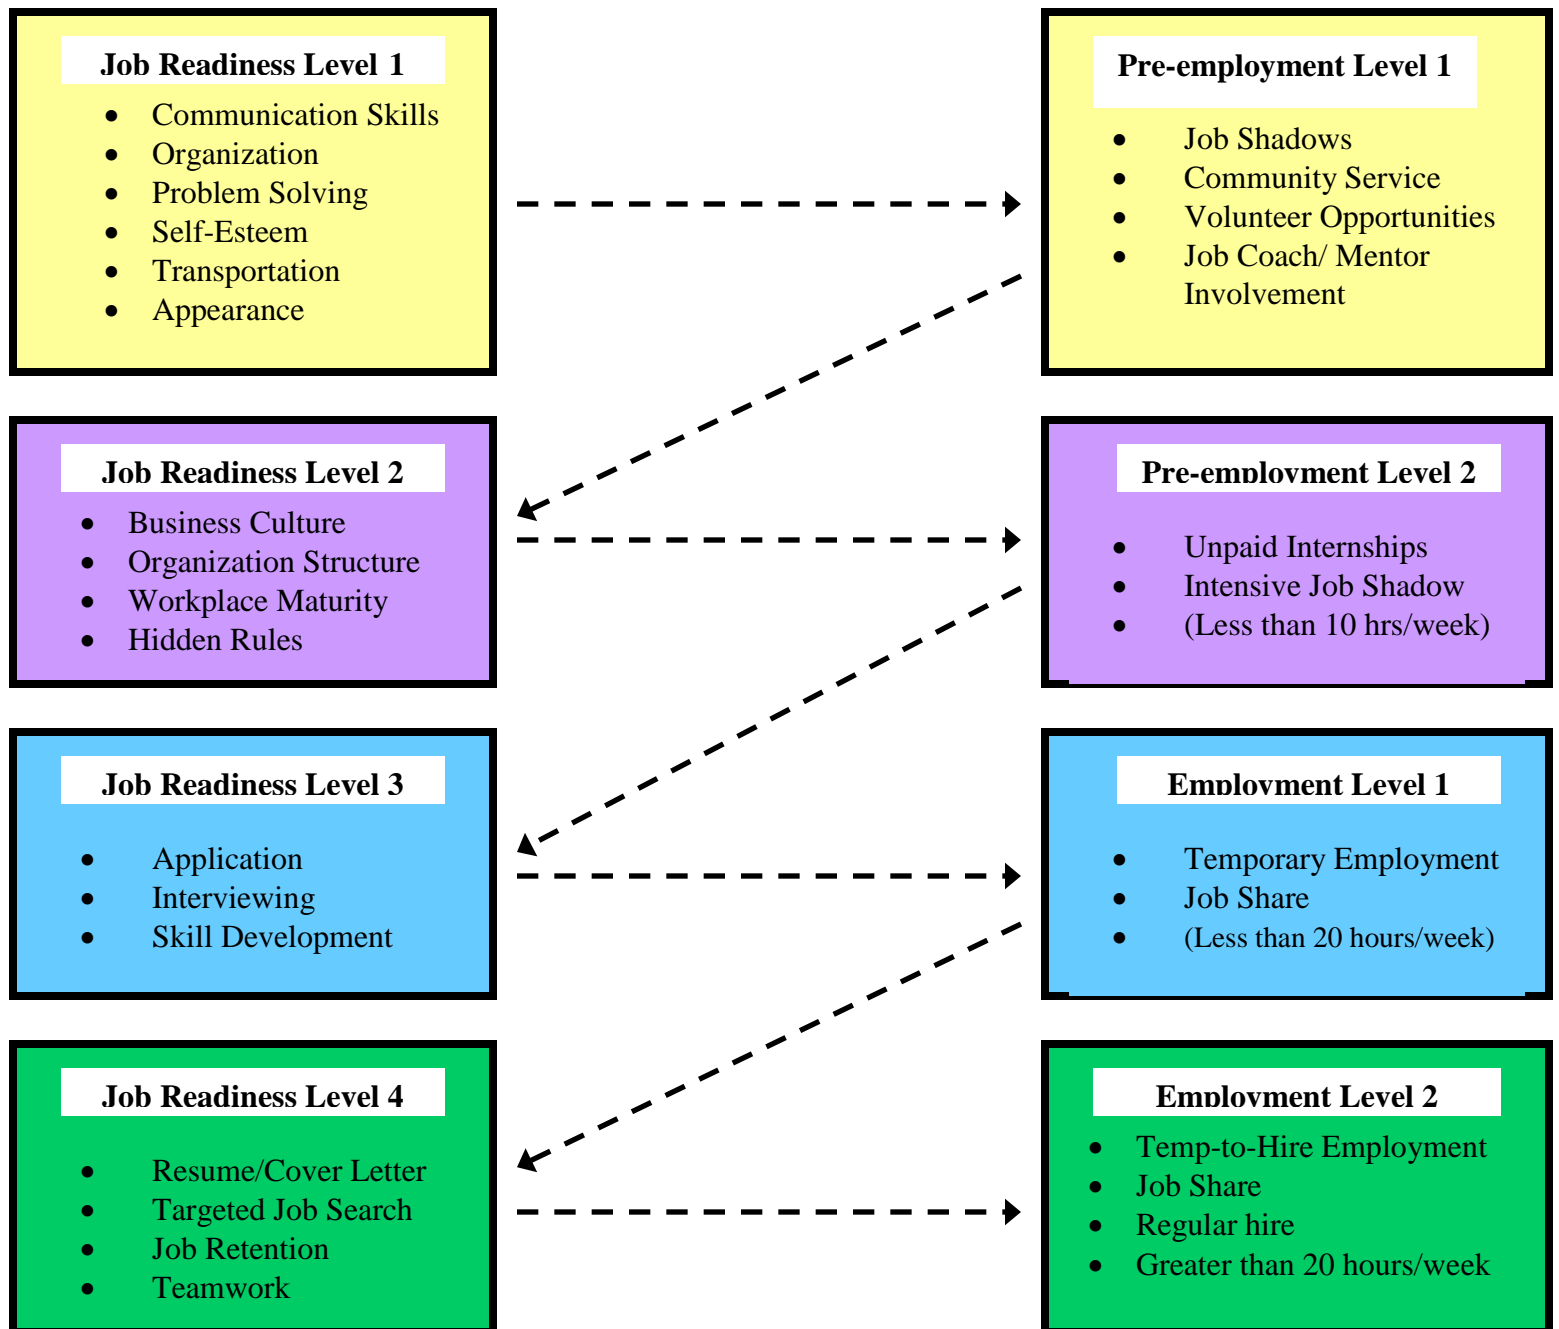 Job Readiness Level 1
• Communication Skills
• Organization
• Problem Solving
• Self-Esteem
• Transportation
• Appearance
Pre-employment Level 1
• Job Shadows
• Community Service
• Volunteer Opportunities
• Job Coach/ Mentor
Involvement
Job Readiness Level 2
• Business Culture
• Organization Structure
• Workplace Maturity
• Hidden Rules
Pre-employment Level 2
• Unpaid Internships
• Intensive Job Shadow
• (Less than 10 hrs/week)
Job Readiness Level 3
• Application
• Interviewing
• Skill Development
Employment Level 1
• Temporary Employment
• Job Share
• (Less than 20 hours/week)
Job Readiness Level 4
• Resume/Cover Letter
• Targeted Job Search
• Job Retention
• Teamwork
Employment Level 2
• Temp-to-Hire Employment
• Job Share
• Regular hire
• Greater than 20 hours/week